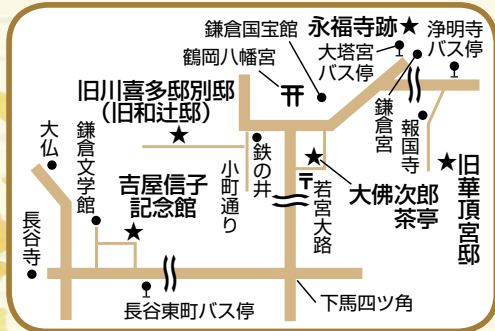 鎌倉国宝館
永福寺跡★
浄明寺
バス停
鶴岡八幡宮
大塔宮
バス停
旧川喜多邸別邸
（旧和辻邸）
鎌倉宮
報国寺
大仏
鎌倉文学館
鉄の井
小町通り
若宮大路
大佛次郎
茶亭
旧華頂宮邸
吉屋信子
記念館
長谷寺
長谷東町バス停
下馬四ツ角